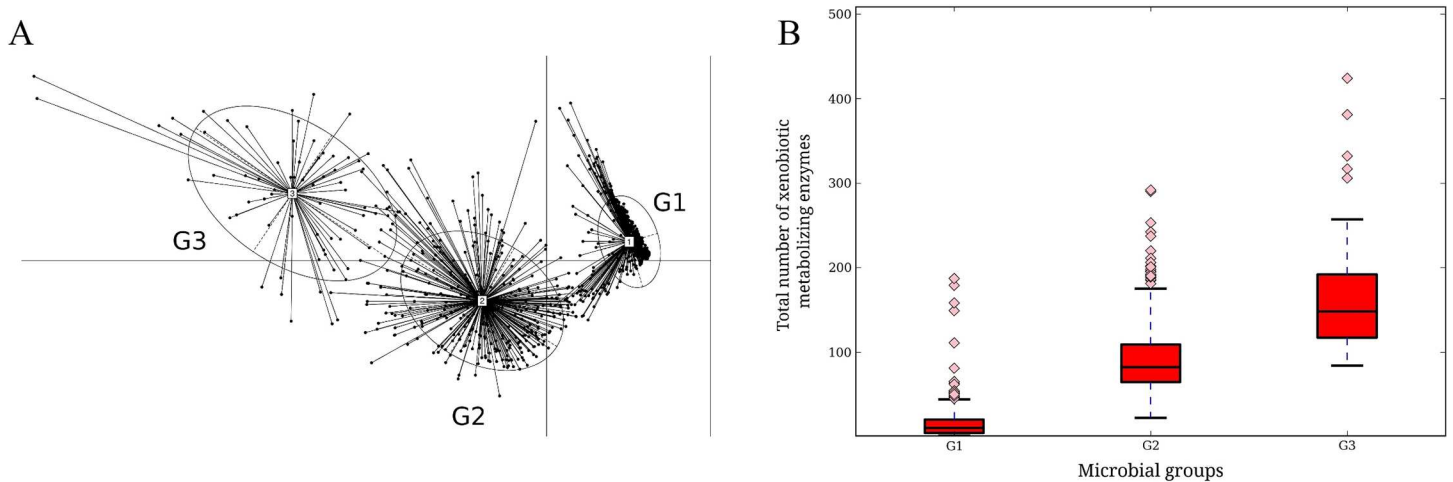 A
G3
3
G2
2
G1
1
B
Total number of xenobiotic
metabolizing enzymes
500
400
300
200
100
G1
G2
G3
Microbial groups